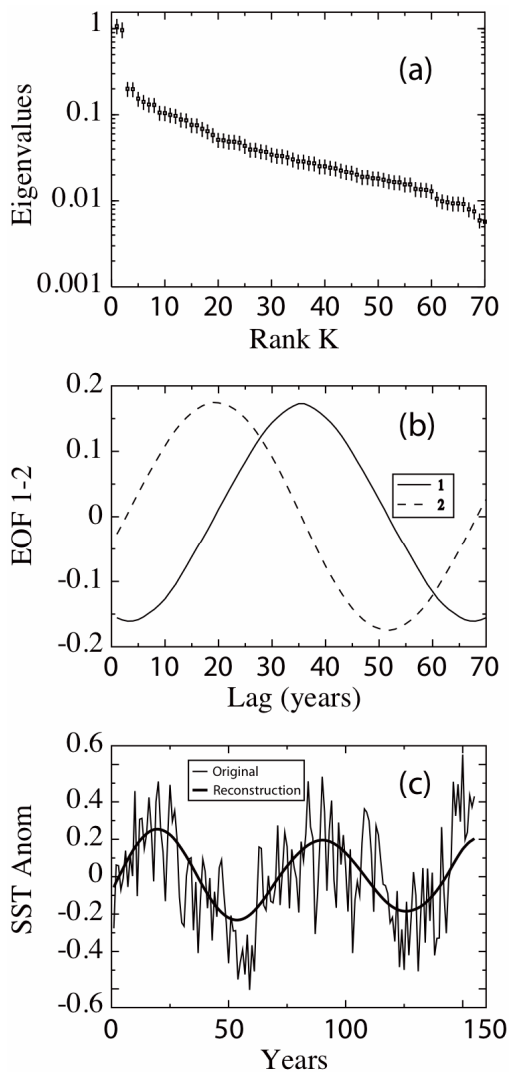 1
0.1
0.01
0.001
Eigenvalues
(a)
0 10 20 30 40 50 60 70
Rank K
0.2
0.1
0
-0.1
-0.2
EOF 1-2
(b)
1
2
0 10 20 30 40 50 60 70
Lag (years)
0.6
0.4
0.2
0
-0.2
-0.4
-0.6
SST Anom
Original
Reconstruction
(c)
0 50 100 150
Years